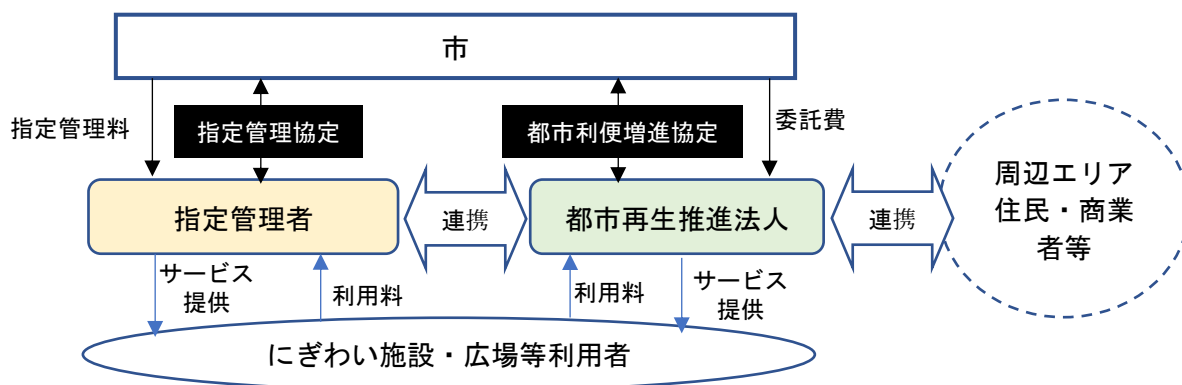 市
指定管理料
指定管理協定
都市利便増進協定
委託費
指定管理者
連携
都市再生推進法人
連携
周辺エリア
住民・商業
者等
サービス
提供
利用料
利用料
サービス
提供
にぎわい施設・広場等利用者